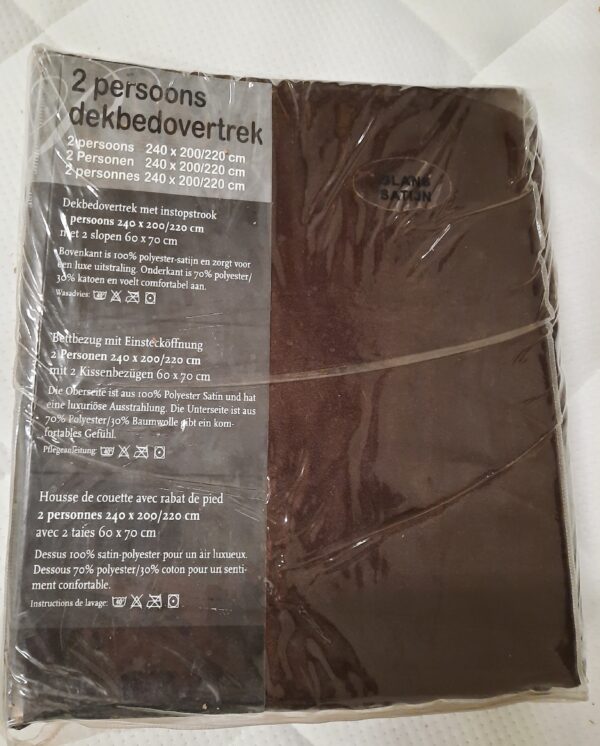 2 persoons
dekbedovertrek
2 persoons 240 x 200/220 cm
2 Personen 240 x 200/220 cm
2 personnes 240 x 200/220 cm
GLANS
SATIJN
Dekbedovertrek met instopstrook
persoons 240 x 200/220 cm
met 2 slopen 60 x 70 cm
Bovenkant is 100% polyester-satijn en zorgt voor
een luxe uitstraling. Onderkant is 70% polyester/
30% katoen en voelt comfortabel aan.
Wasadvies:
Bettbezug mit Einstecköffnung
2 Personen 240 x 200/220 cm
mit 2 Kissenbezügen 60 x 70 cm
Die Oberseite ist aus 100% Polyester Satin und hat
eine luxuriöse Ausstrahlung. Die Unterseite ist aus
70% Polyester/30% Baumwolle gibt ein kom-
fortables Gefühl.
Pflegeanleitung:
Housse de couette avec rabat de pied
2 personnes 240 x 200/220 cm
avec 2 taies 60 x 70 cm
Dessus 100% satin-polyester pour un air luxueux.
Dessous 70% polyester/30% coton pour un senti-
ment confortable.
Instructions de lavage: